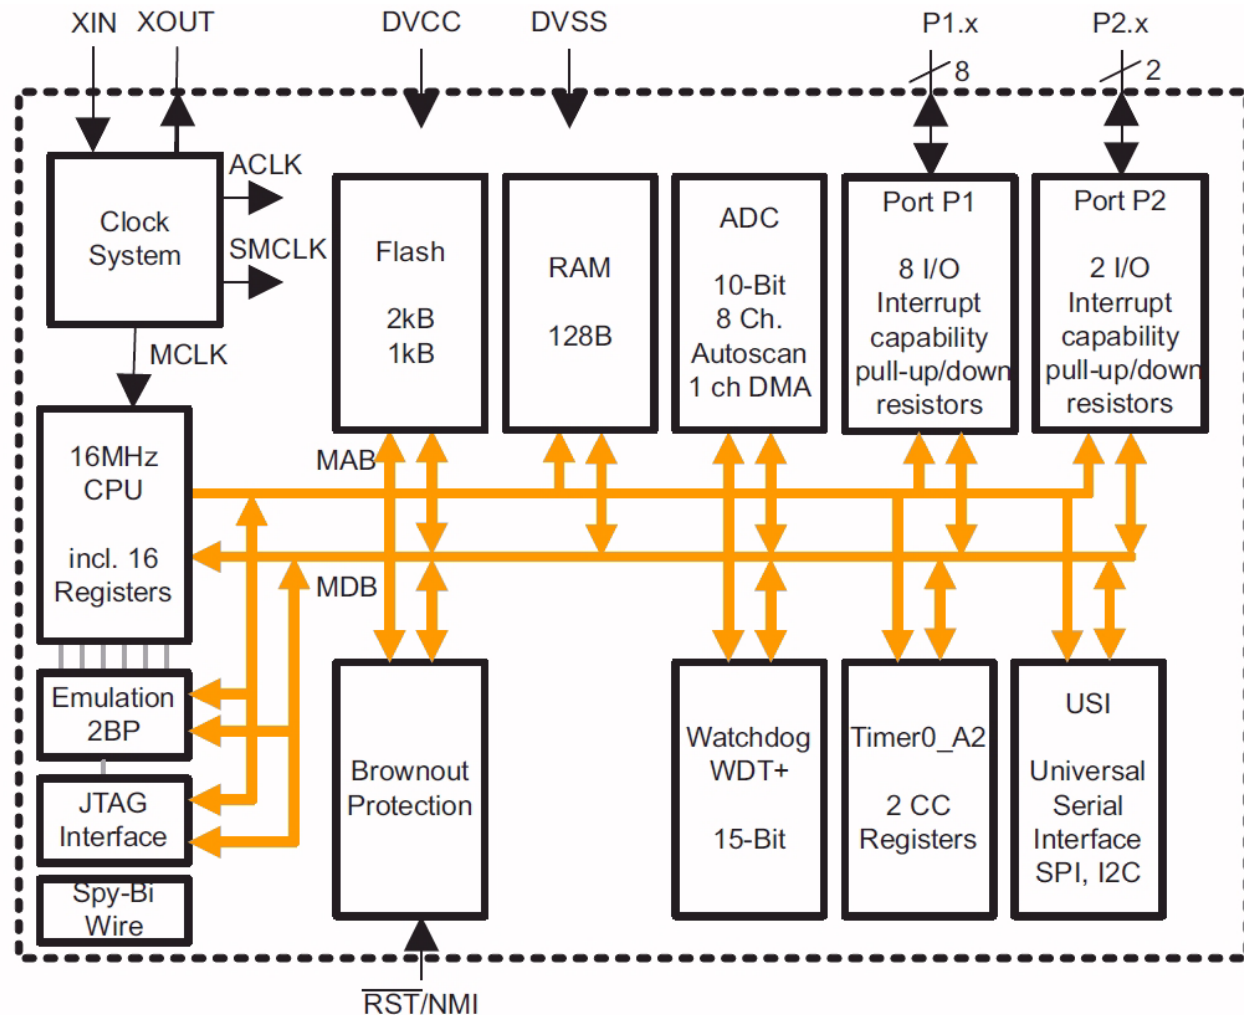 XIN
XOUT
DVCC
DVSS
P1.x
P2.x
8
2
Clock
System
ACLK
SMCLK
MCLK
Flash
2kB
1kB
RAM
128B
ADC
10-Bit
8 Ch.
Autoscan
1 ch DMA
Port P1
8 I/O
Interrupt
capability
pull-up/down
resistors
Port P2
2 I/O
Interrupt
capability
pull-up/down
resistors
16MHz
CPU
incl. 16
Registers
MAB
MDB
Emulation
2BP
JTAG
Interface
Spy-Bi
Wire
Brownout
Protection
Watchdog
WDT+
15-Bit
Timer0_A2
2 CC
Registers
USI
Universal
Serial
Interface
SPI, I2C
RST/NMI